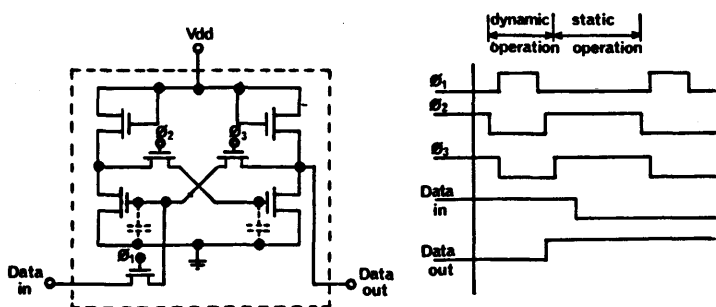 Vdd
Ø2
Ø3
Ø1
Data
in
Data
out
dynamic
operation
static
operation
Ø1
Ø2
Ø3
Data
in
Data
out